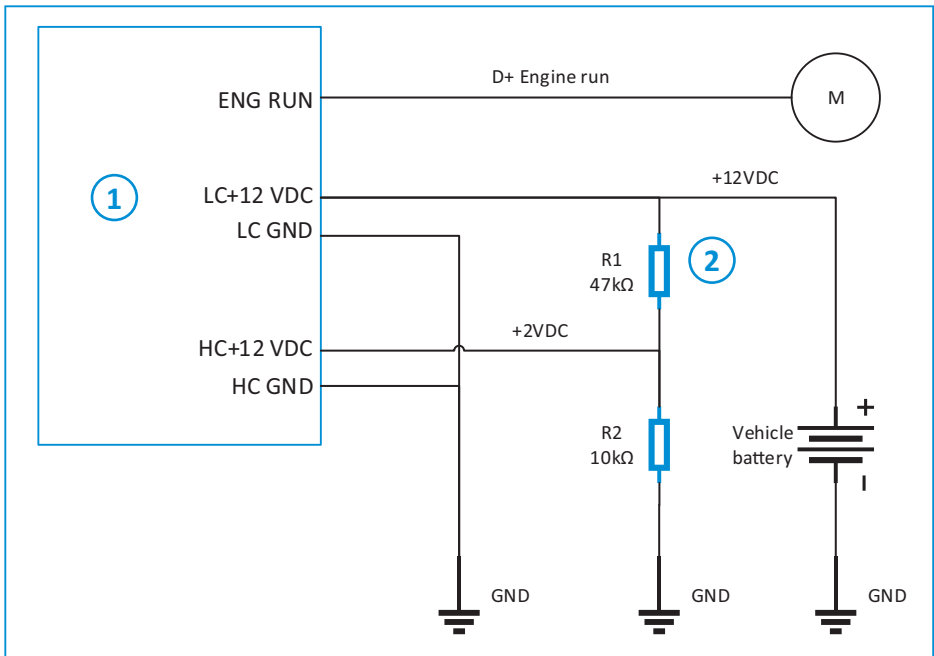 D+ Engine run
ENG RUN
M
1
LC+12 VDC
+12VDC
LC GND
R1
47kΩ
2
+2VDC
HC+12 VDC
HC GND
R2
10kΩ
Vehicle
battery
+
−
GND
GND
GND